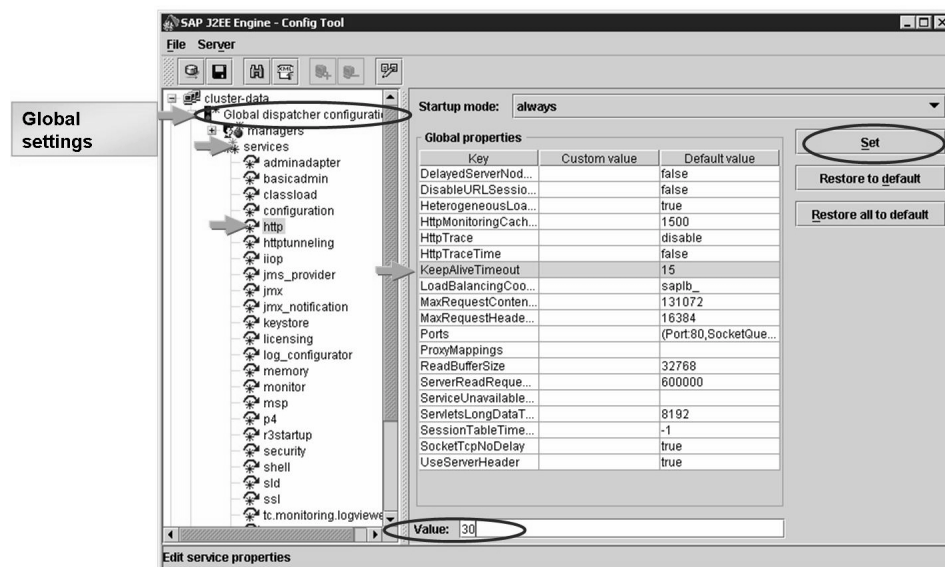 SAP J2EE Engine - Config Tool
File Server
Global settings
cluster-data
Global dispatcher configurati
managers
services
adminadapter
basicadmin
classload
configuration
http
httptunneling
iiop
jms_provider
jmx
jmx_notification
keystore
licensing
log_configurator
memory
monitor
msp
p4
r3startup
security
shell
sld
ssl
tc.monitoring.logviewe
Startup mode: always
Global properties
Key Custom value Default value
DelayedServerNod... false
DisableURLSessio... false
HeterogeneousLoa... true
HttpMonitoringCach... 1500
HttpTrace disable
HttpTraceTime false
KeepAliveTimeout 15
LoadBalancingCoo... saplb_
MaxRequestConten... 131072
MaxRequestHeade... 16384
Ports (Port:80,SocketQue...
ProxyMappings
ReadBufferSize 32768
ServerReadReque... 600000
ServiceUnavailable...
ServletsLongDataT... 8192
SessionTableTime... -1
SocketTcpNoDelay true
UseServerHeader true
Value: 30
Set
Restore to default
Restore all to default
Edit service properties